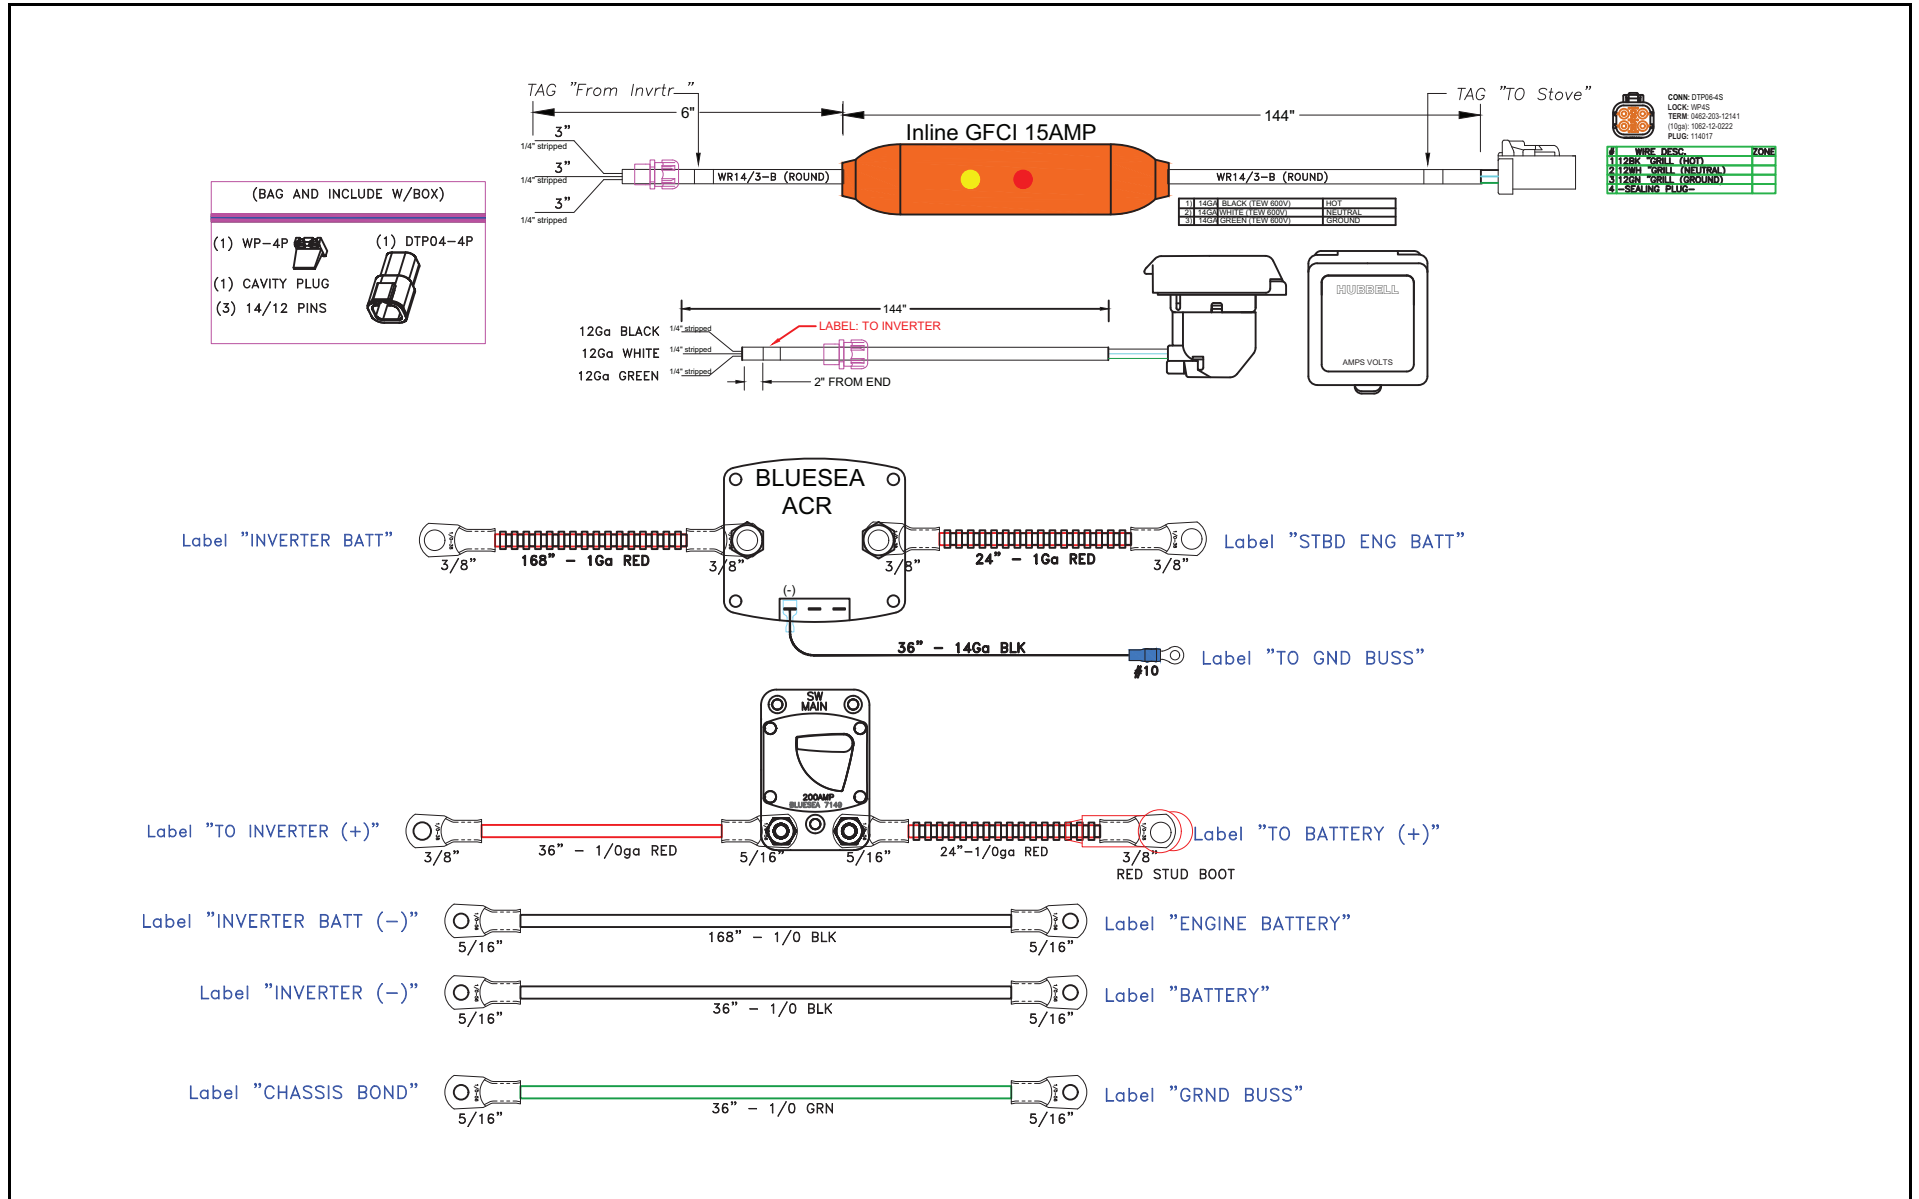 TAG "From Invrtr "
6"
144"
TAG "TO Stove"
Inline GFCI 15AMP
3"
1/4" stripped
3"
1/4" stripped
3"
1/4" stripped
WR14/3-B (ROUND)
WR14/3-B (ROUND)
CONN: DTP06-4S
LOCK: WP4S
TERM: 0462-203-12141
(10ga): 1062-12-0222
PLUG: 114017
# WIRE DESC. ZONE
1 12BK "GRILL (HOT)
2 12WH "GRILL (NEUTRAL)
3 12GN "GRILL (GROUND)
4 -SEALING PLUG-
1) 14GA BLACK (TEW 600V) HOT
2) 14GA WHITE (TEW 600V) NEUTRAL
3) 14GA GREEN (TEW 600V) GROUND
(BAG AND INCLUDE W/BOX)
(1) WP-4P
(1) DTP04-4P
(1) CAVITY PLUG
(3) 14/12 PINS
144"
12Ga BLACK 1/4" stripped
12Ga WHITE 1/4" stripped
12Ga GREEN 1/4" stripped
LABEL: TO INVERTER
2" FROM END
HUBBELL
AMPS VOLTS
BLUESEA
ACR
Label "INVERTER BATT"
3/8"
168" - 1Ga RED
3/8"
3/8"
24" - 1Ga RED
3/8"
Label "STBD ENG BATT"
(-)
36" - 14Ga BLK
#10
Label "TO GND BUSS"
SW
MAIN
200AMP
BLUESEA 7148
Label "TO INVERTER (+)"
3/8"
36" - 1/0ga RED
5/16"
5/16"
24"-1/0ga RED
3/8"
RED STUD BOOT
Label "TO BATTERY (+)"
Label "INVERTER BATT (-)"
5/16"
168" - 1/0 BLK
5/16"
Label "ENGINE BATTERY"
Label "INVERTER (-)"
5/16"
36" - 1/0 BLK
5/16"
Label "BATTERY"
Label "CHASSIS BOND"
5/16"
36" - 1/0 GRN
5/16"
Label "GRND BUSS"